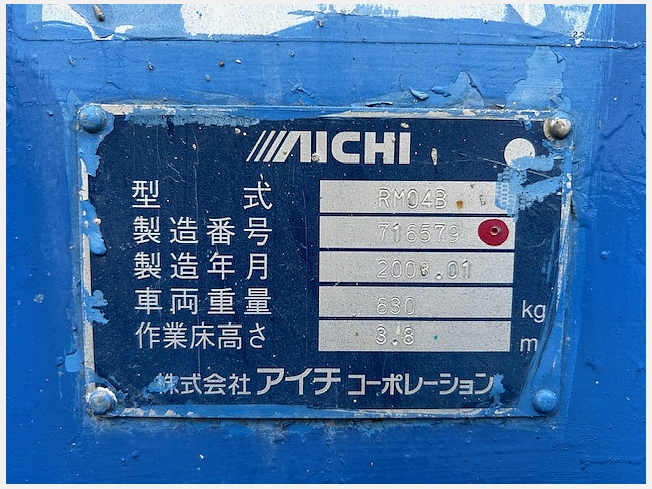 AICHI
型式 RM04B
製造番号 716579
製造年月 2008.01
車両重量 630 kg
作業床高さ 3.8 m
株式会社アイチコーポレーション